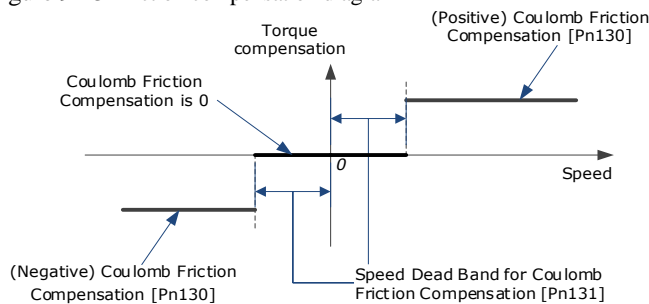 (Positive) Coulomb Friction
Compensation [Pn130]
Torque
compensation
Coulomb Friction
Compensation is 0
0
Speed
(Negative) Coulomb Friction
Compensation [Pn130]
Speed Dead Band for Coulomb
Friction Compensation [Pn131]